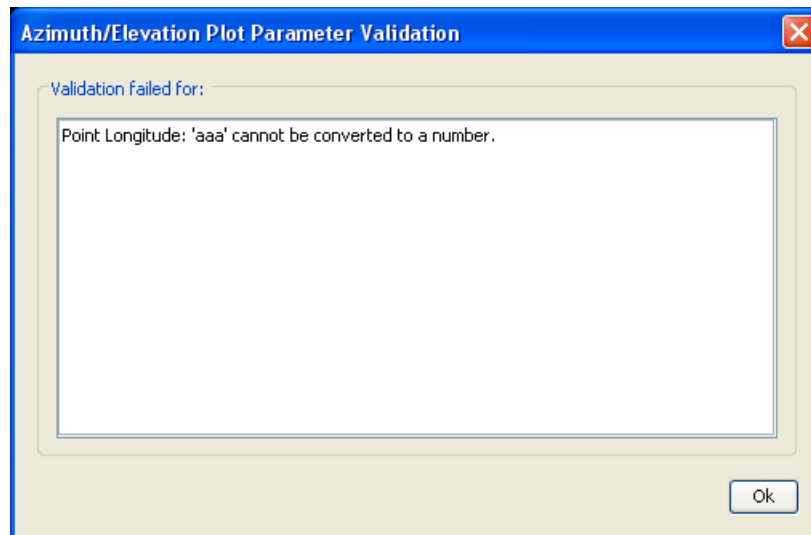 Azimuth/Elevation Plot Parameter Validation
Validation failed for:
Point Longitude: 'aaa' cannot be converted to a number.
Ok